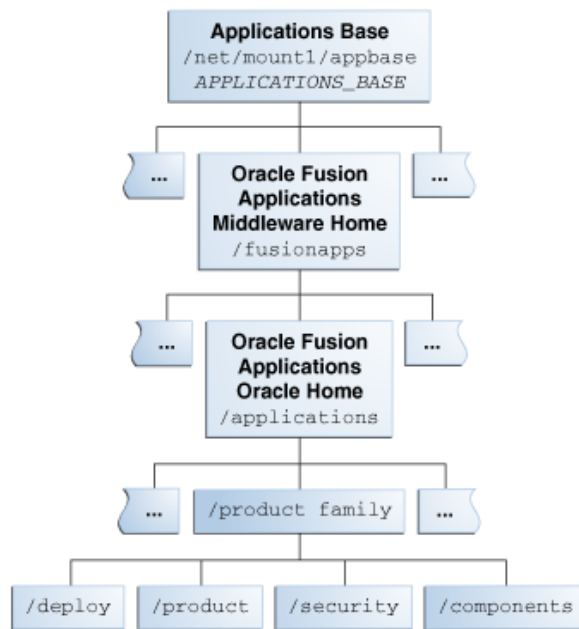 Applications Base
/net/mount1/appbase
APPLICATIONS_BASE
...
Oracle Fusion
Applications
Middleware Home
/fusionapps
...
...
Oracle Fusion
Applications
Oracle Home
/applications
...
...
/product family
...
/deploy
/product
/security
/components